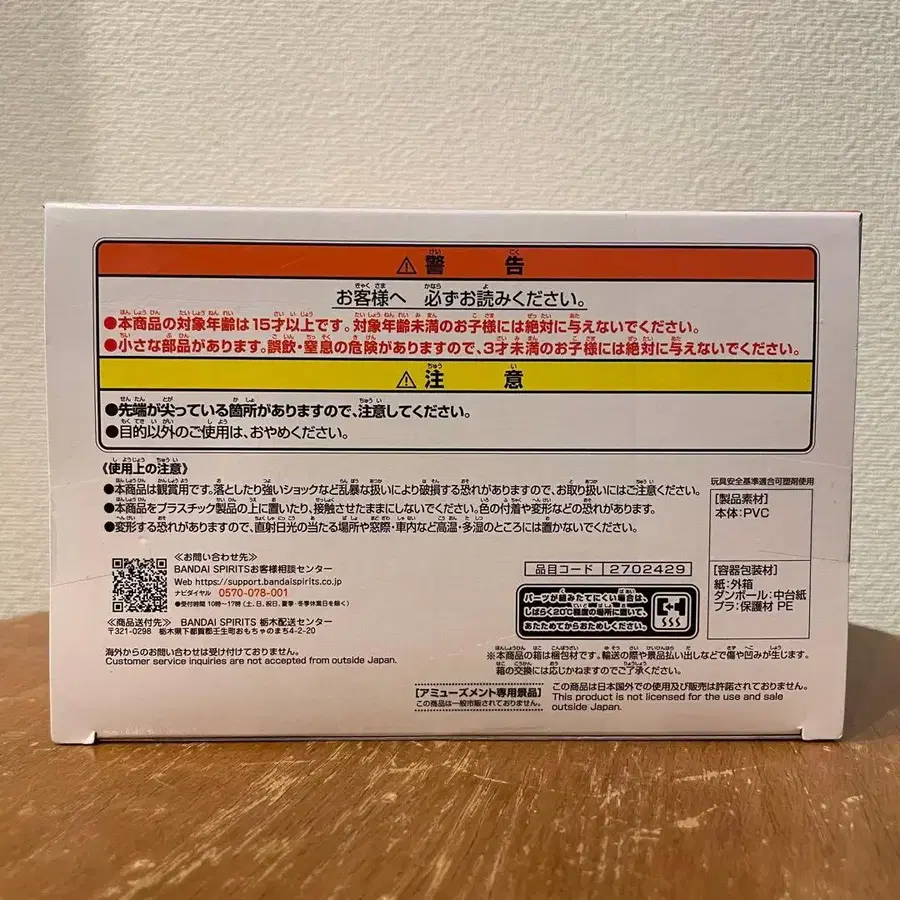 ⚠警告
お客様へ 必ずお読みください。
●本商品の対象年齢は15才以上です。対象年齢未満のお子様には絶対に与えないでください。
●小さな部品があります。誤飲・窒息の危険がありますので、3才未満のお子様には絶対に与えないでください。
⚠注意
●先端が尖っている箇所がありますので、注意してください。
●目的以外のご使用は、おやめください。
《使用上の注意》
●本商品は観賞用です。落としたり強いショックなど乱暴な扱いにより破損する恐れがあります。お取り扱いにはご注意ください。
●本商品をプラスチック製品の上に置いたり、接触させたままにしないでください。色の付着や変形などの恐れがあります。
●変形する恐れがありますので、直射日光の当たる場所や窓際・車内など高温・多湿のところには置かないでください。
玩具安全基準適合可塑剤使用
[製品素材]
本体:PVC
[容器包装材]
紙:外箱
ダンボール:中台紙
プラ:保護材 PE
≪お問い合わせ先≫
BANDAI SPIRITSお客様相談センター
Web https://support.bandaispirits.co.jp
ナビダイヤル 0570-078-001
●受付時間 10時〜17時(土、日、祝日、夏季・冬季休業日を除く)
≪商品送付先≫ BANDAI SPIRITS 栃木配送センター
〒321-0298 栃木県下都賀郡壬生町おもちゃのまち4-2-20
品目コード 2702429
パーツが組みたてにくい場合は、
しばらく20℃程度の場所に置いて、
あたためてからおためしください。
海外からのお問い合わせは受け付けておりません。
Customer service inquiries are not accepted from outside Japan.
※本商品の箱は梱包材です。輸送の際や景品払い出しなどで傷や凹みが生じます。
箱の交換には応じかねますのでご了承ください。
[アミューズメント専用景品]
この商品は一般市販されておりません。
この商品は日本国外での使用及び販売は許諾されておりません。
This product is not licensed for the use and sale
outside Japan.